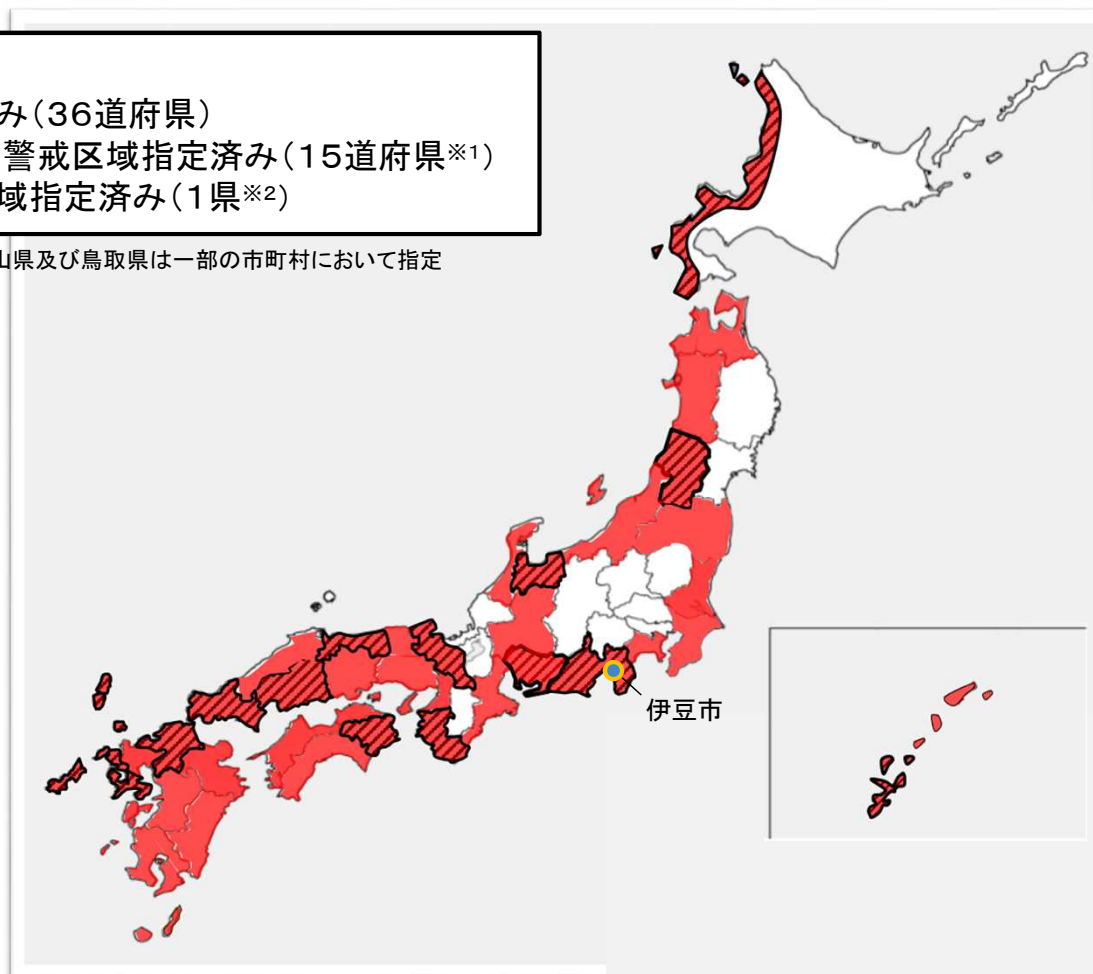 み（36道府県）
警戒区域指定済み（15道府県※1）
域指定済み（1県※2）
山県及び鳥取県は一部の市町村において指定
伊豆市